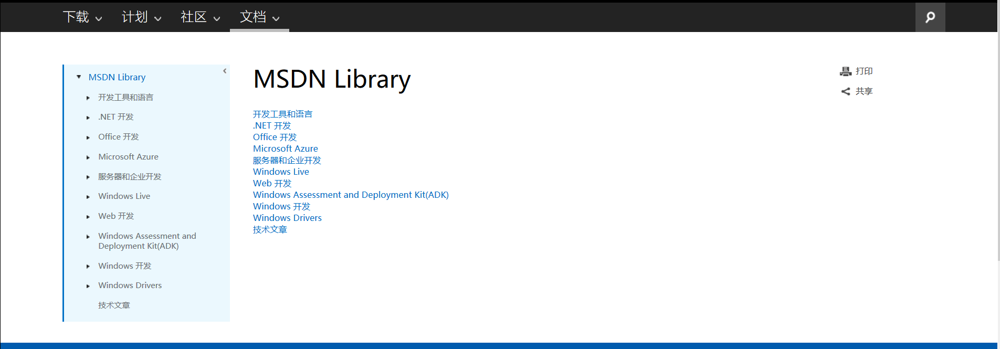 下载 计划 社区 文档
MSDN Library
开发工具和语言
.NET 开发
Office 开发
Microsoft Azure
服务器和企业开发
Windows Live
Web 开发
Windows Assessment and
Deployment Kit(ADK)
Windows 开发
Windows Drivers
技术文章
MSDN Library
开发工具和语言
.NET 开发
Office 开发
Microsoft Azure
服务器和企业开发
Windows Live
Web 开发
Windows Assessment and Deployment Kit(ADK)
Windows 开发
Windows Drivers
技术文章
打印
共享